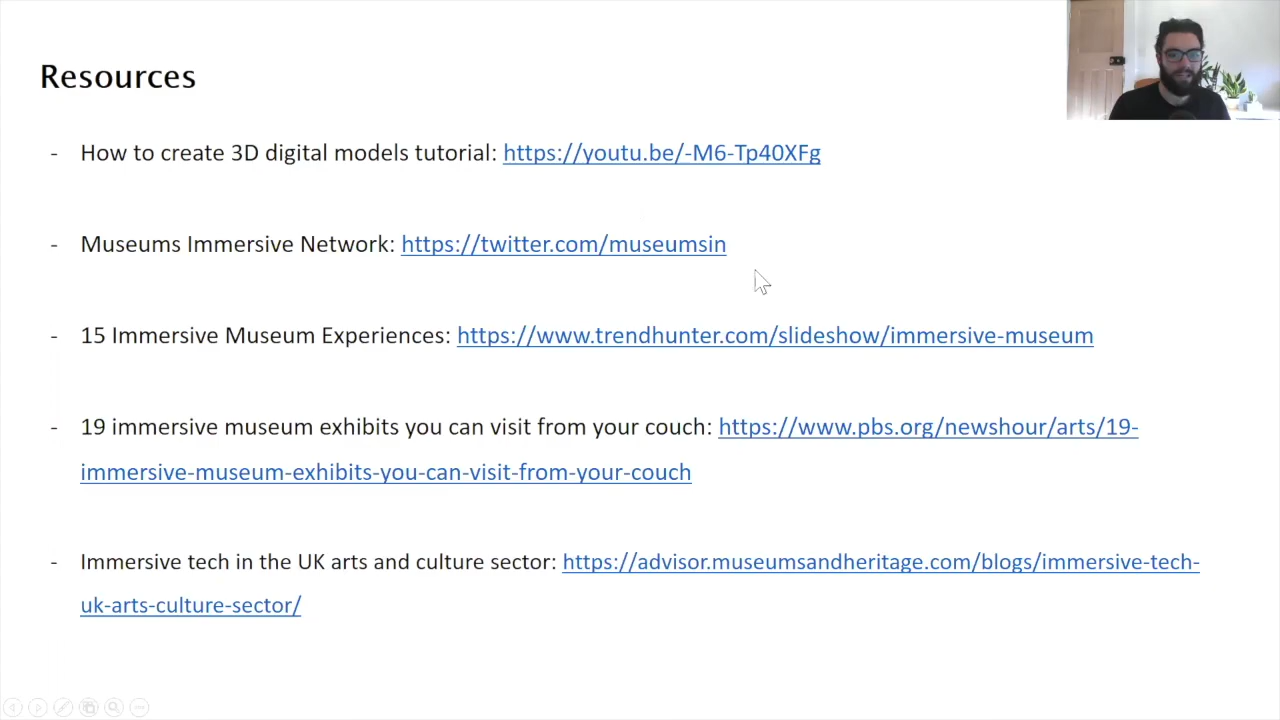 Resources
- How to create 3D digital models tutorial: https://youtu.be/-M6-Tp40XFg
- Museums Immersive Network: https://twitter.com/museumsin
- 15 Immersive Museum Experiences: https://www.trendhunter.com/slideshow/immersive-museum
- 19 immersive museum exhibits you can visit from your couch: https://www.pbs.org/newshour/arts/19-
immersive-museum-exhibits-you-can-visit-from-your-couch
- Immersive tech in the UK arts and culture sector: https://advisor.museumsandheritage.com/blogs/immersive-tech-
uk-arts-culture-sector/